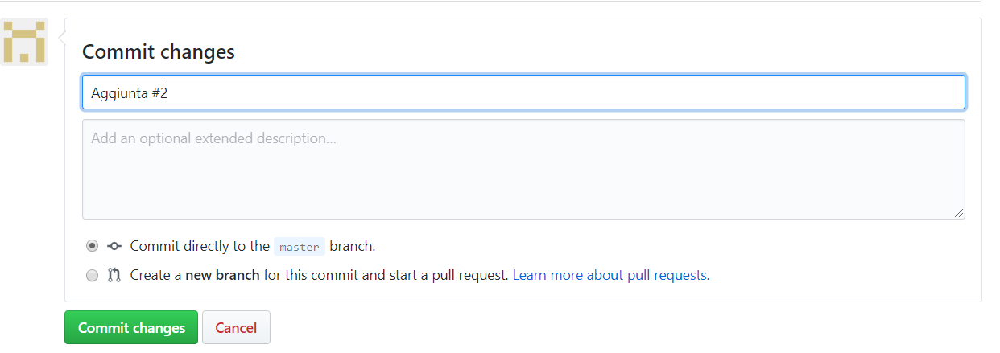 Commit changes
Aggiunta #2
Add an optional extended description...
Commit directly to the master branch.
Create a new branch for this commit and start a pull request. Learn more about pull requests.
Commit changes Cancel